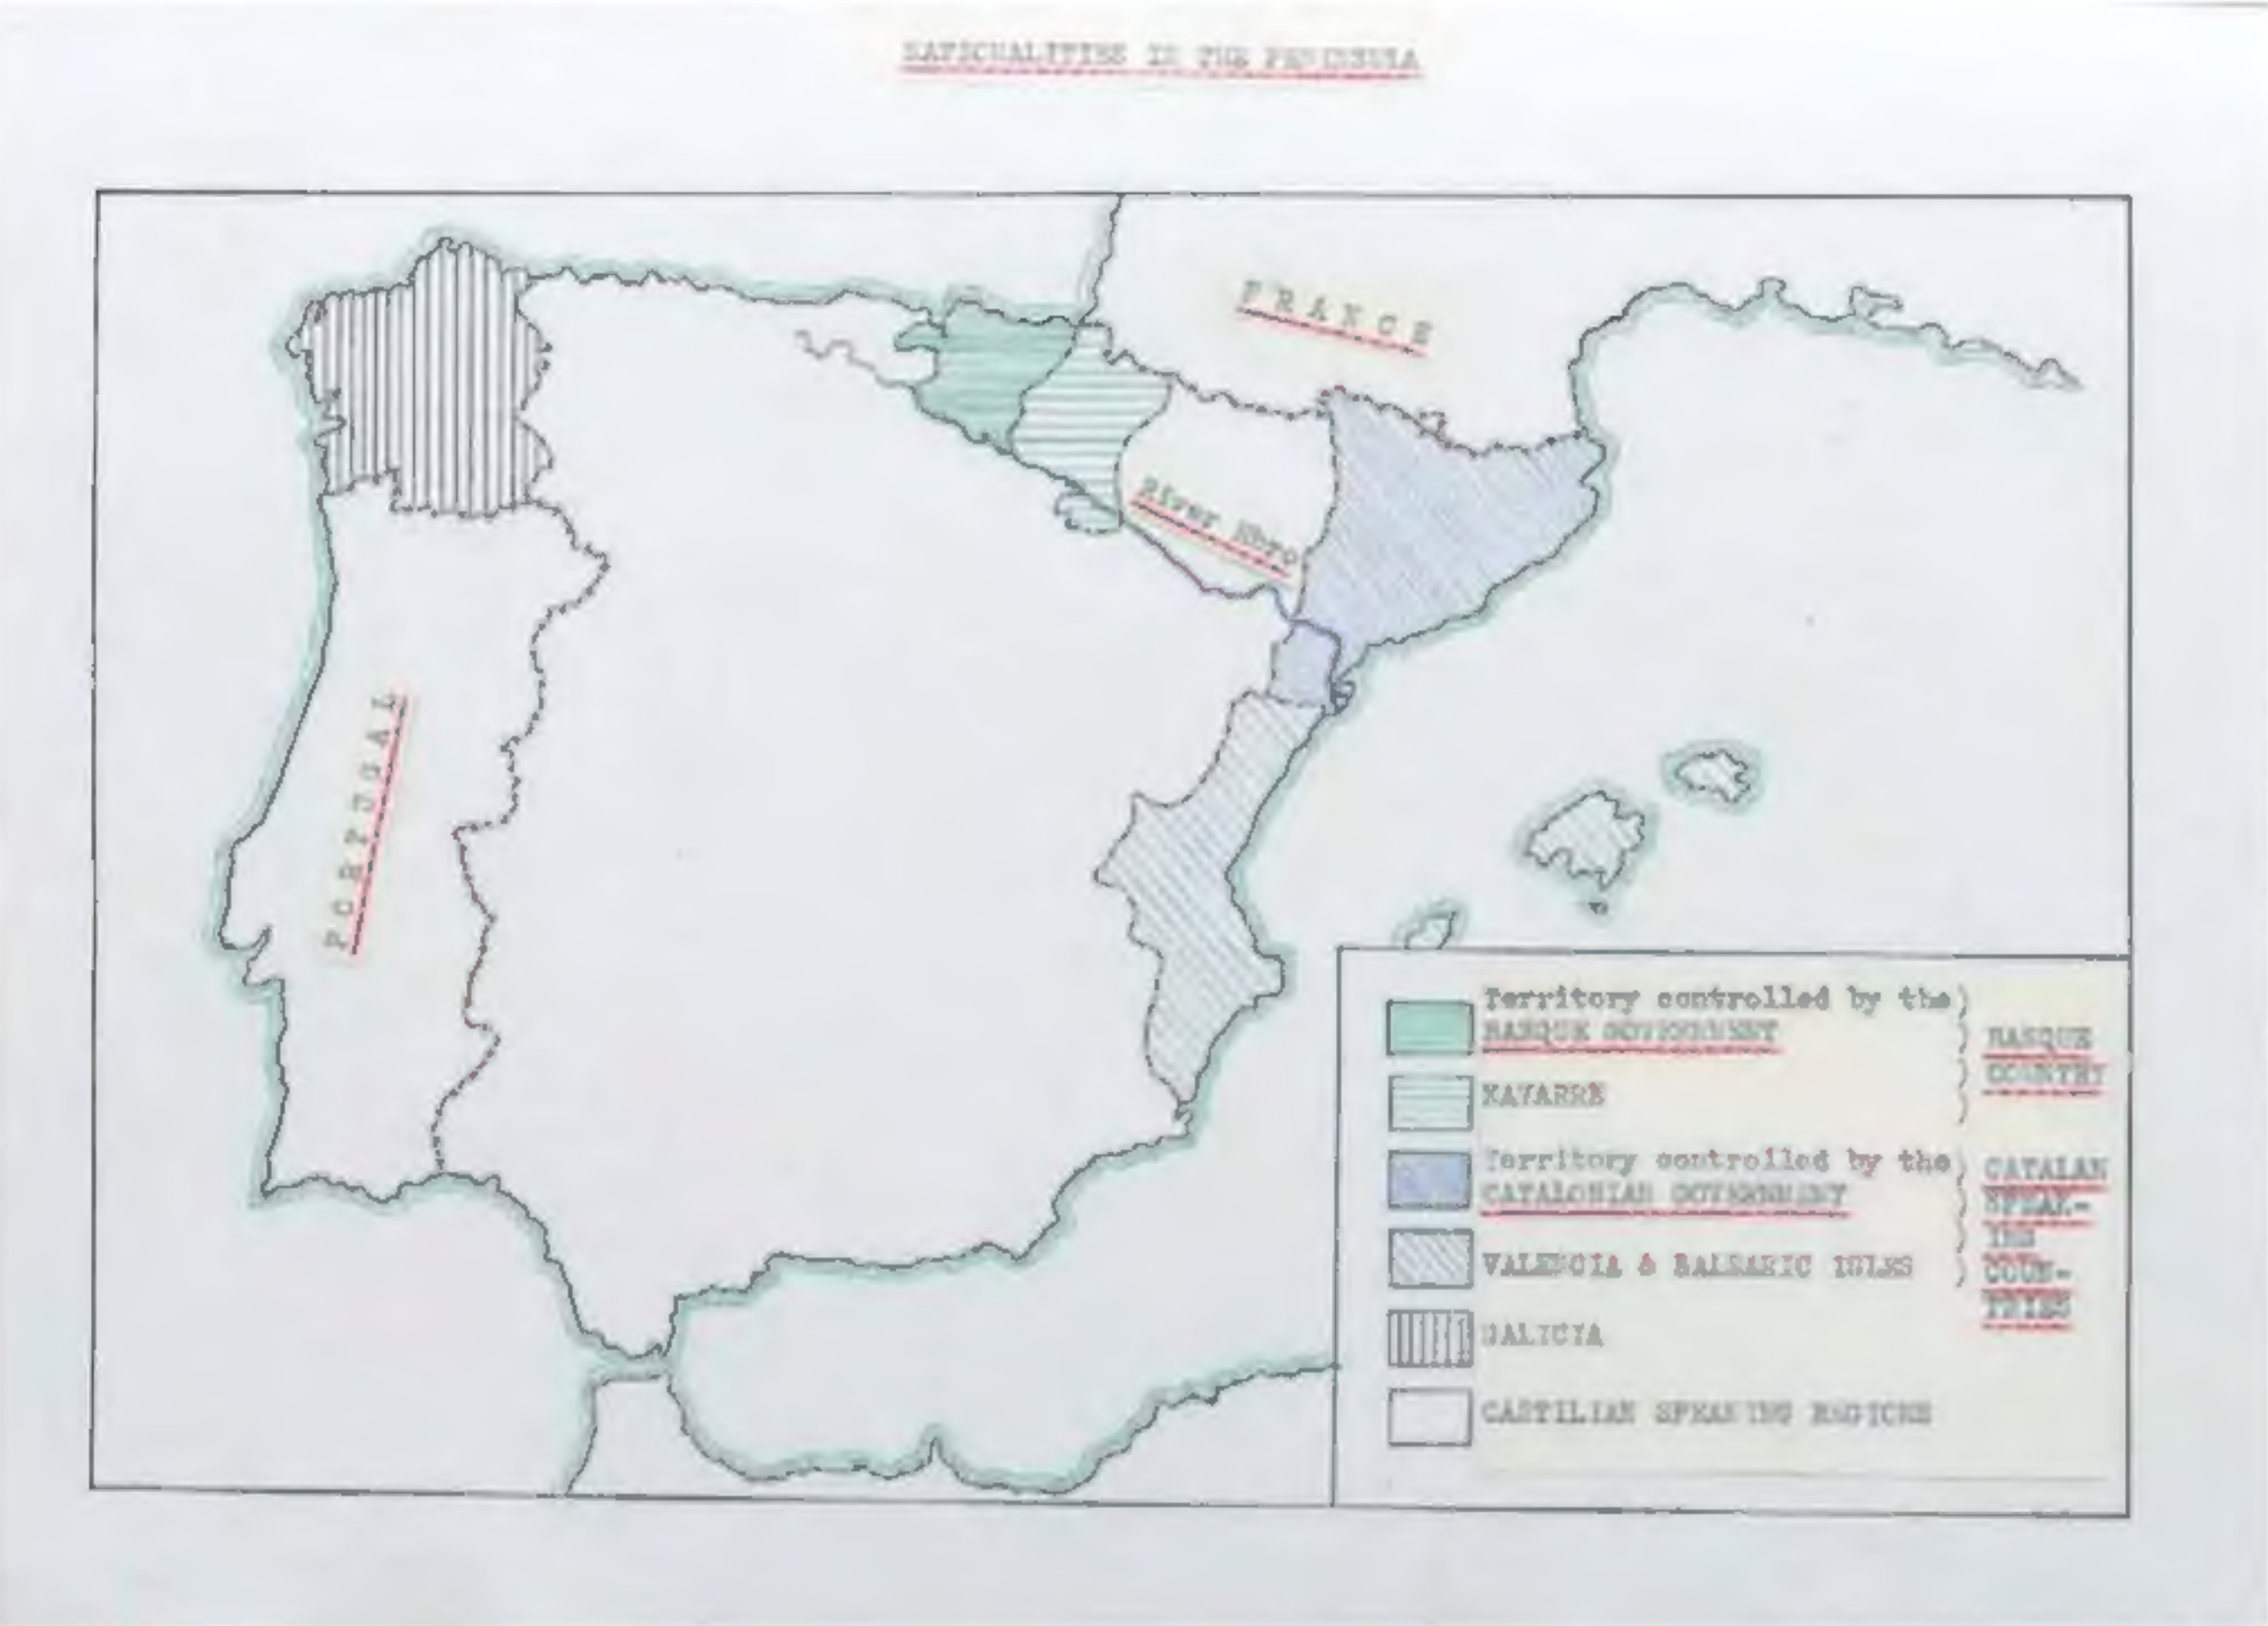 NATIONALITIES IN THE PENINSULA
FRANCE
River Ebro
PORTUGAL
Territory controlled by the
BASQUE GOVERNMENT
BASQUE
COUNTRY
NAVARRE
Territory controlled by the
CATALONIAN GOVERNMENT
CATALAN
SPEAK-
ING
COUN-
TRIES
VALENCIA & BALEARIC ISLES
GALICIA
CASTILIAN SPEAKING REGIONS